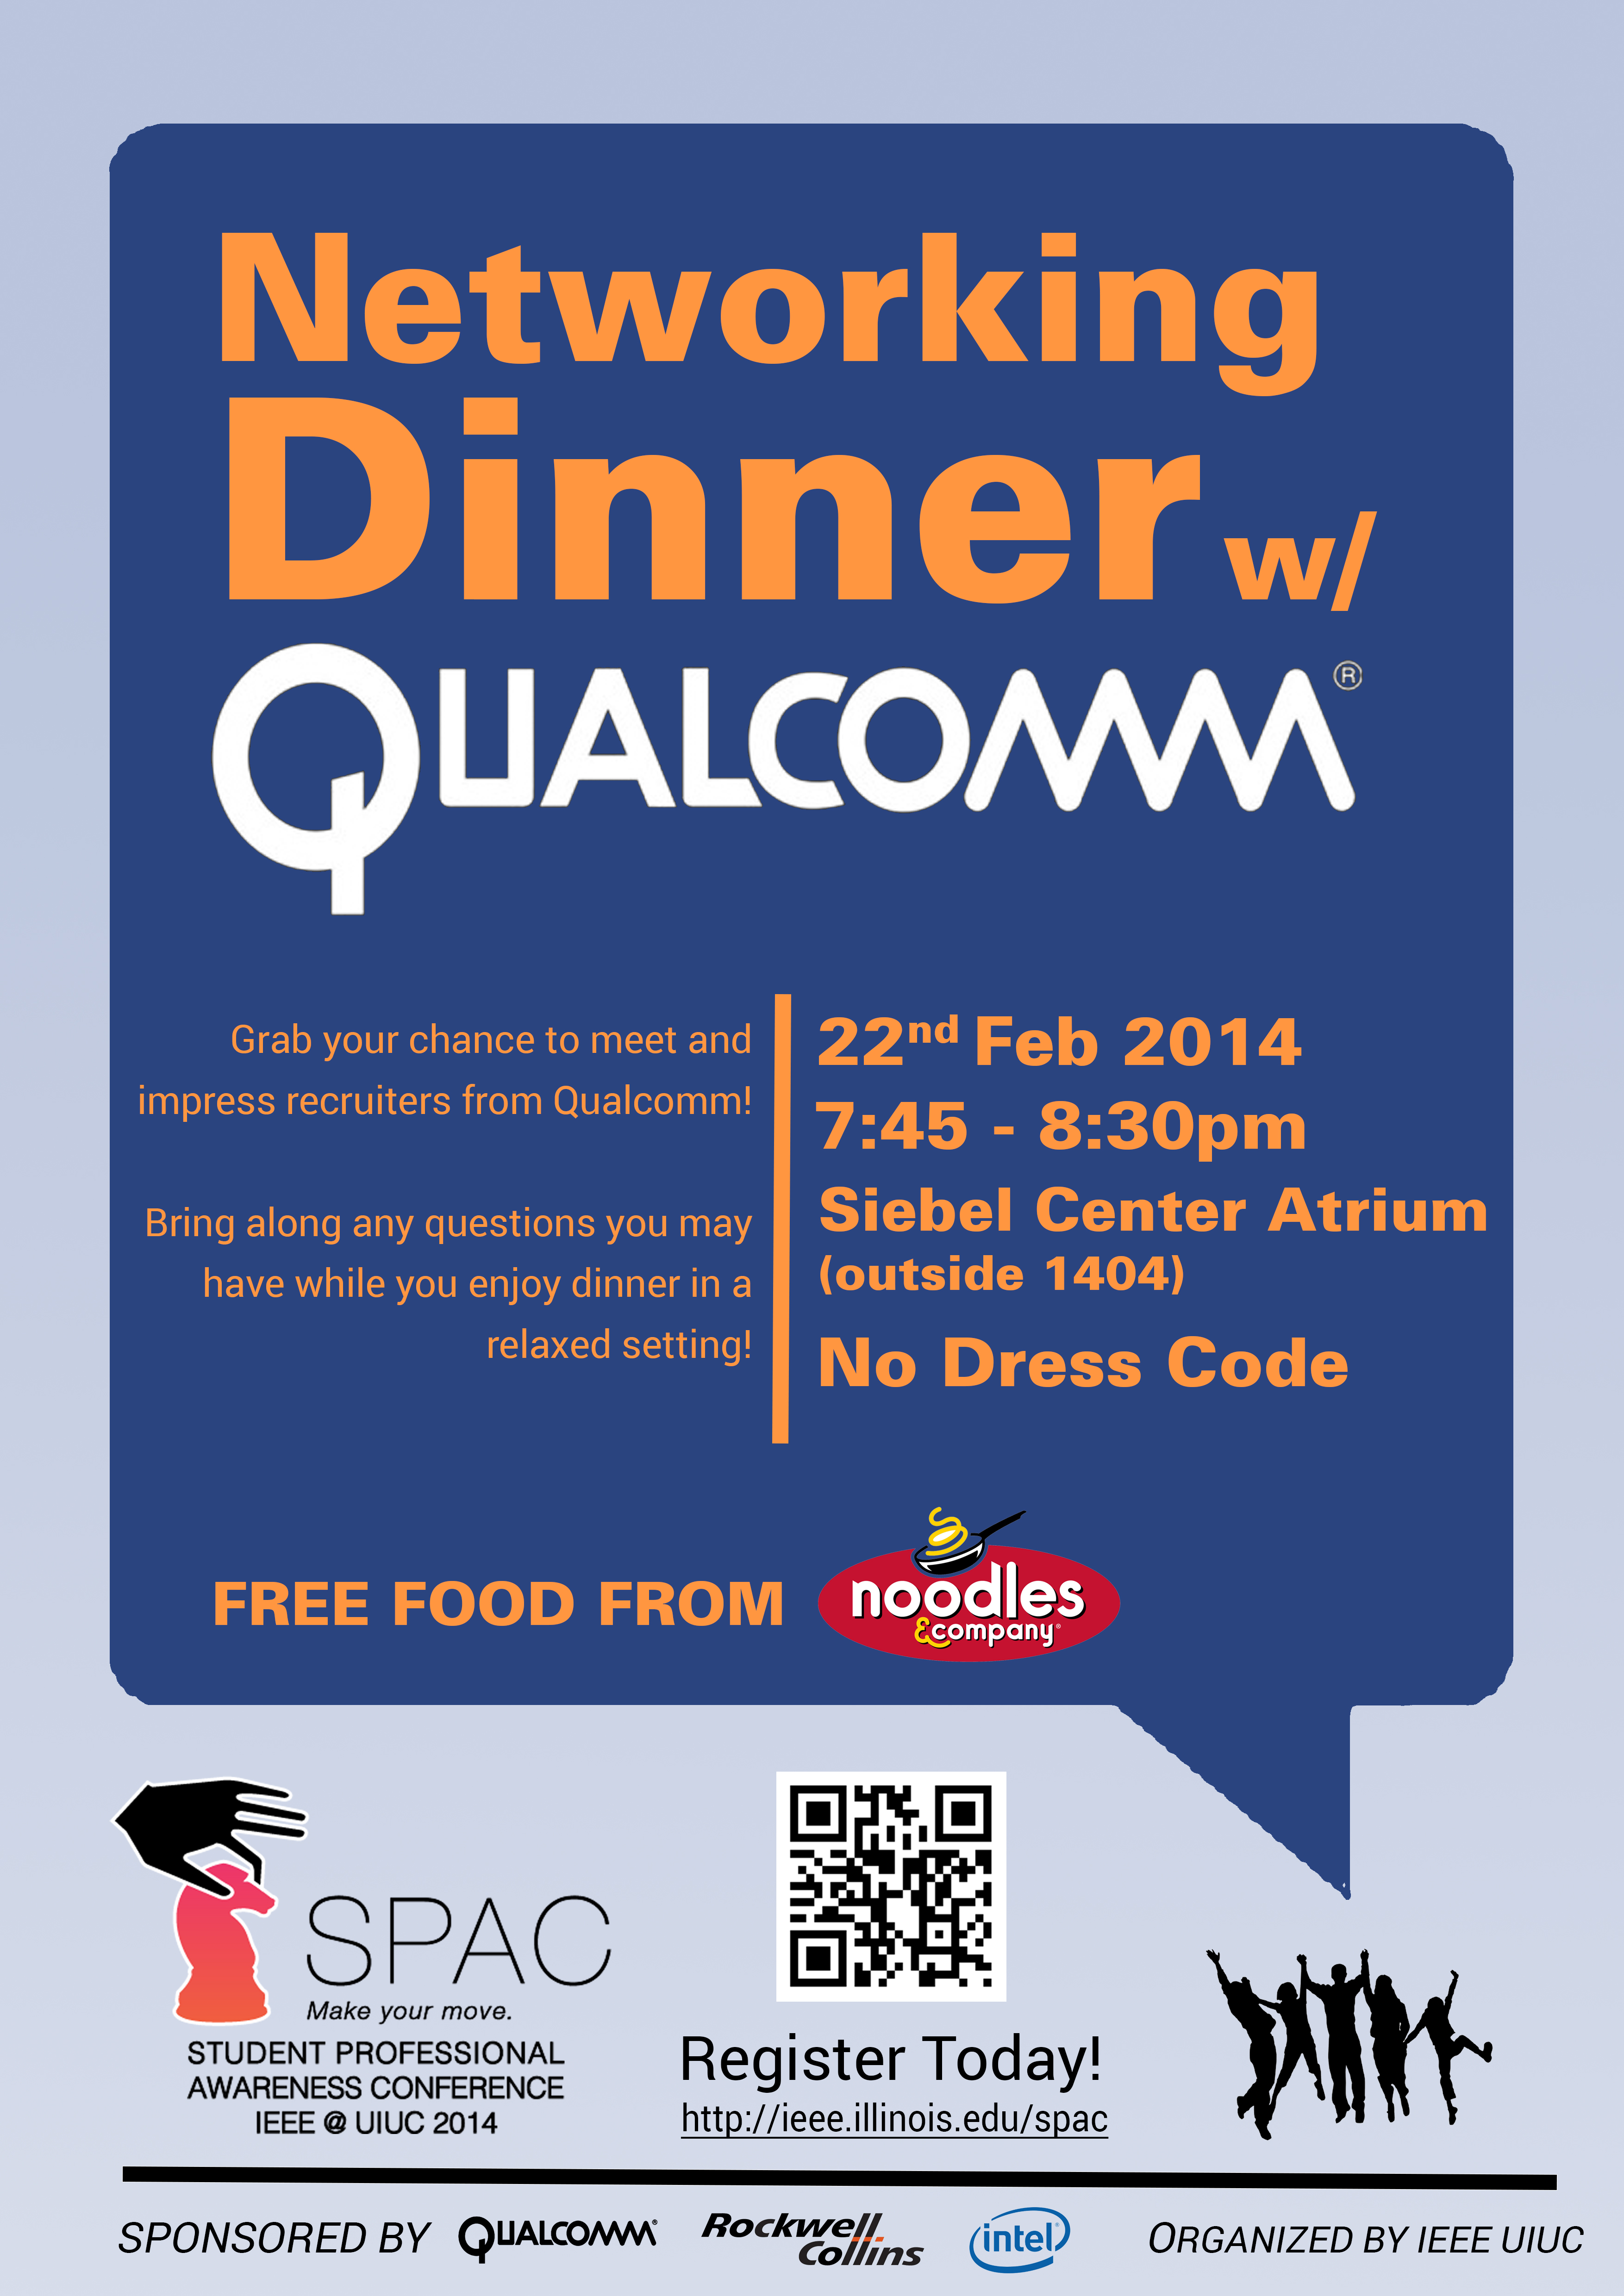 Networking
Dinner w/
QUALCOMM®
Grab your chance to meet and
impress recruiters from Qualcomm!
Bring along any questions you may
have while you enjoy dinner in a
relaxed setting!
22nd Feb 2014
7:45 - 8:30pm
Siebel Center Atrium
(outside 1404)
No Dress Code
FREE FOOD FROM
noodles
&company®
SPAC
Make your move.
STUDENT PROFESSIONAL
AWARENESS CONFERENCE
IEEE @ UIUC 2014
Register Today!
http://ieee.illinois.edu/spac
SPONSORED BY
QUALCOMM®
Rockwell
Collins
intel®
ORGANIZED BY IEEE UIUC